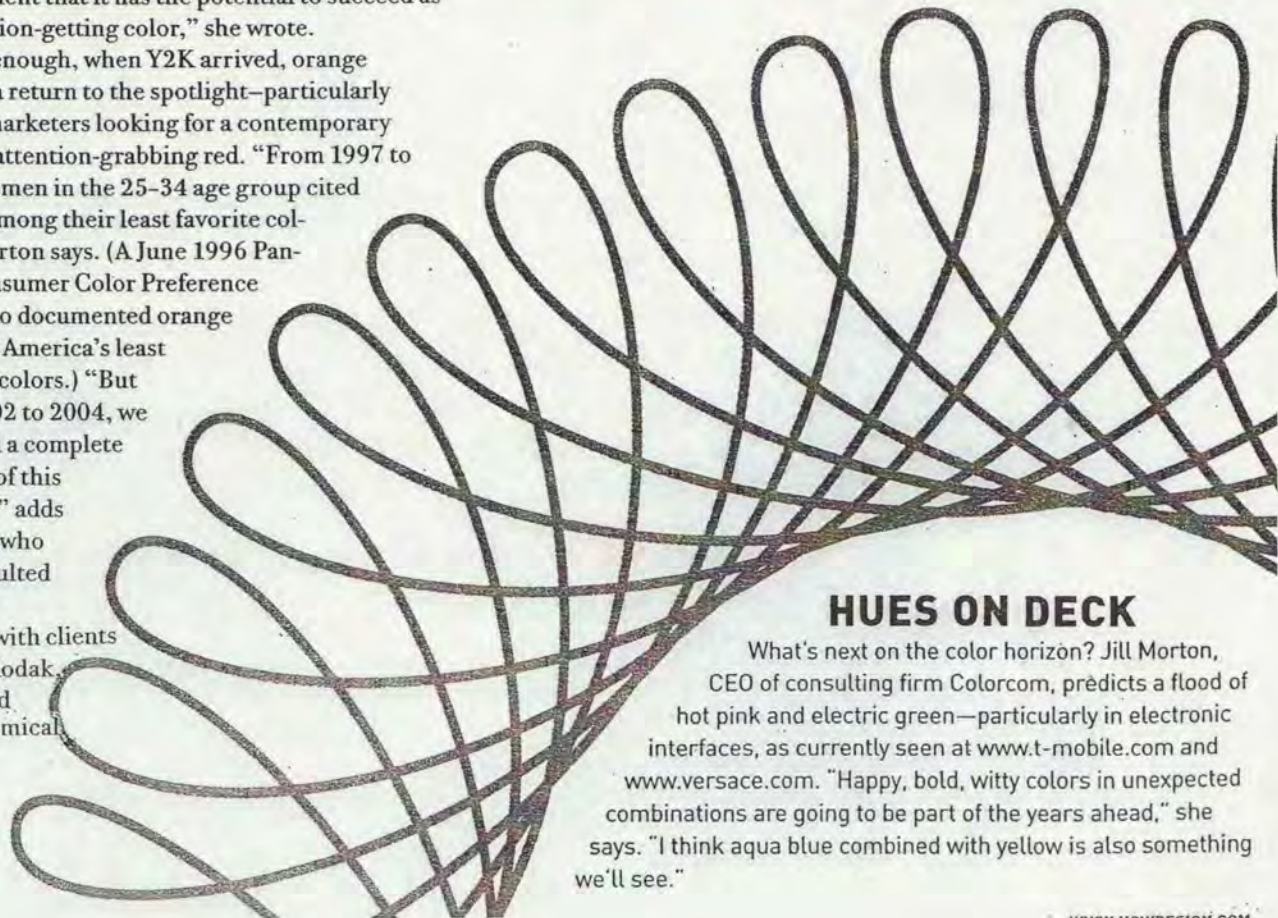 ion-getting color," she wrote.
enough, when Y2K arrived, orange
return to the spotlight—particularly
arketers looking for a contemporary
attention-grabbing red. "From 1997 to
men in the 25–34 age group cited
mong their least favorite col-
rton says. (A June 1996 Pan-
sumer Color Preference
o documented orange
America's least
colors.) "But
02 to 2004, we
a complete
of this
" adds
who
ulted
with clients
odak,
d
mical
HUES ON DECK
What's next on the color horizon? Jill Morton,
CEO of consulting firm Colorcom, predicts a flood of
hot pink and electric green—particularly in electronic
interfaces, as currently seen at www.t-mobile.com and
www.versace.com. "Happy, bold, witty colors in unexpected
combinations are going to be part of the years ahead," she
says. "I think aqua blue combined with yellow is also something
we'll see."